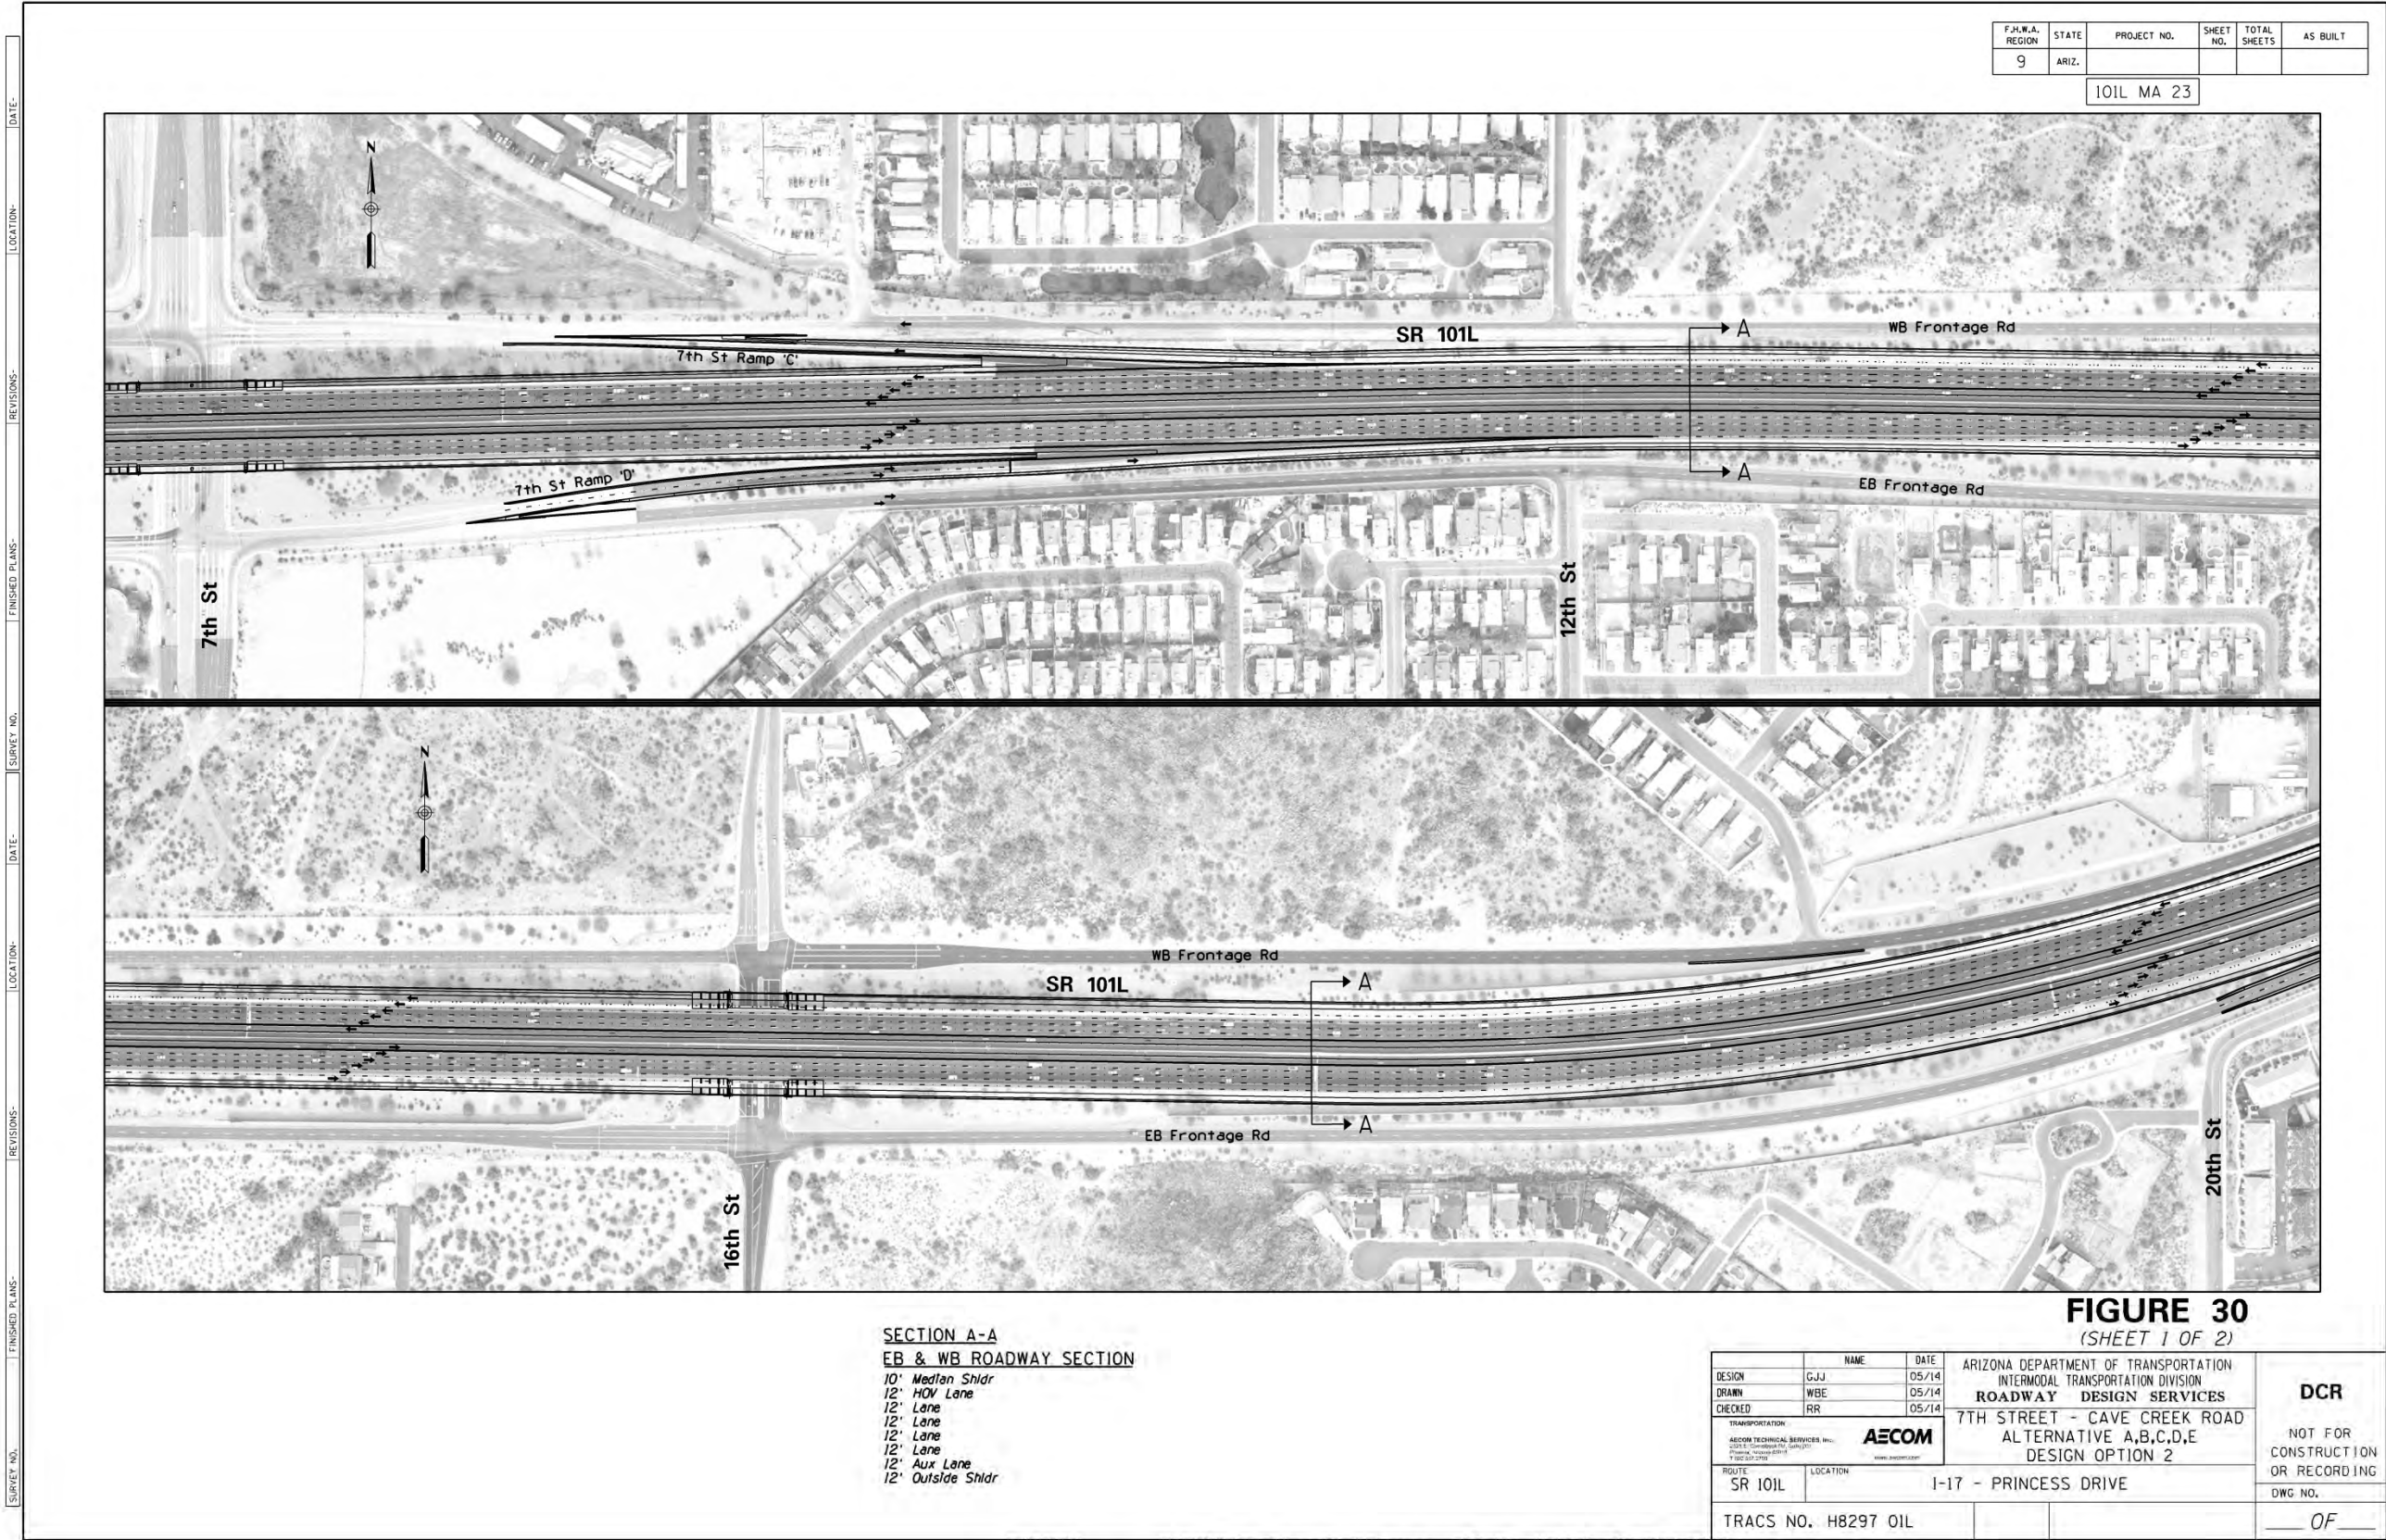 F.H.W.A. REGION
STATE
PROJECT NO.
SHEET NO.
TOTAL SHEETS
AS BUILT
9
ARIZ.
101L MA 23
DATE-
LOCATION-
REVISIONS-
FINISHED PLANS-
SURVEY NO.
DATE-
LOCATION-
REVISIONS-
FINISHED PLANS-
SURVEY NO.
N
SR 101L
A
WB Frontage Rd
7th St Ramp 'C'
7th St Ramp 'D'
A
EB Frontage Rd
7th St
12th St
N
WB Frontage Rd
SR 101L
A
A
EB Frontage Rd
16th St
20th St
SECTION A-A
EB & WB ROADWAY SECTION
10' Median Shldr
12' HOV Lane
12' Lane
12' Lane
12' Lane
12' Lane
12' Aux Lane
12' Outside Shldr
FIGURE 30
(SHEET 1 OF 2)
NAME
DATE
DESIGN
GJJ
05/14
DRAWN
WBE
05/14
CHECKED
RR
05/14
TRANSPORTATION
AECOM TECHNICAL SERVICES, Inc.
AECOM
ARIZONA DEPARTMENT OF TRANSPORTATION
INTERMODAL TRANSPORTATION DIVISION
ROADWAY DESIGN SERVICES
7TH STREET - CAVE CREEK ROAD
ALTERNATIVE A,B,C,D,E
DESIGN OPTION 2
DCR
NOT FOR
CONSTRUCTION
OR RECORDING
ROUTE
SR 101L
LOCATION
I-17 - PRINCESS DRIVE
DWG NO.
TRACS NO. H8297 01L
OF